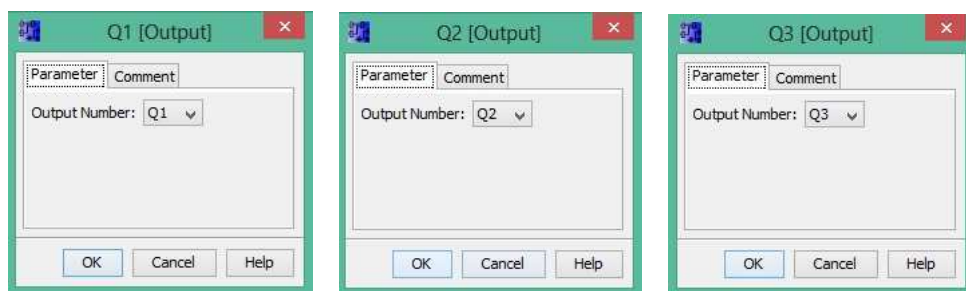 Q1 [Output]
Parameter Comment
Output Number: Q1
OK Cancel Help
Q2 [Output]
Parameter Comment
Output Number: Q2
OK Cancel Help
Q3 [Output]
Parameter Comment
Output Number: Q3
OK Cancel Help